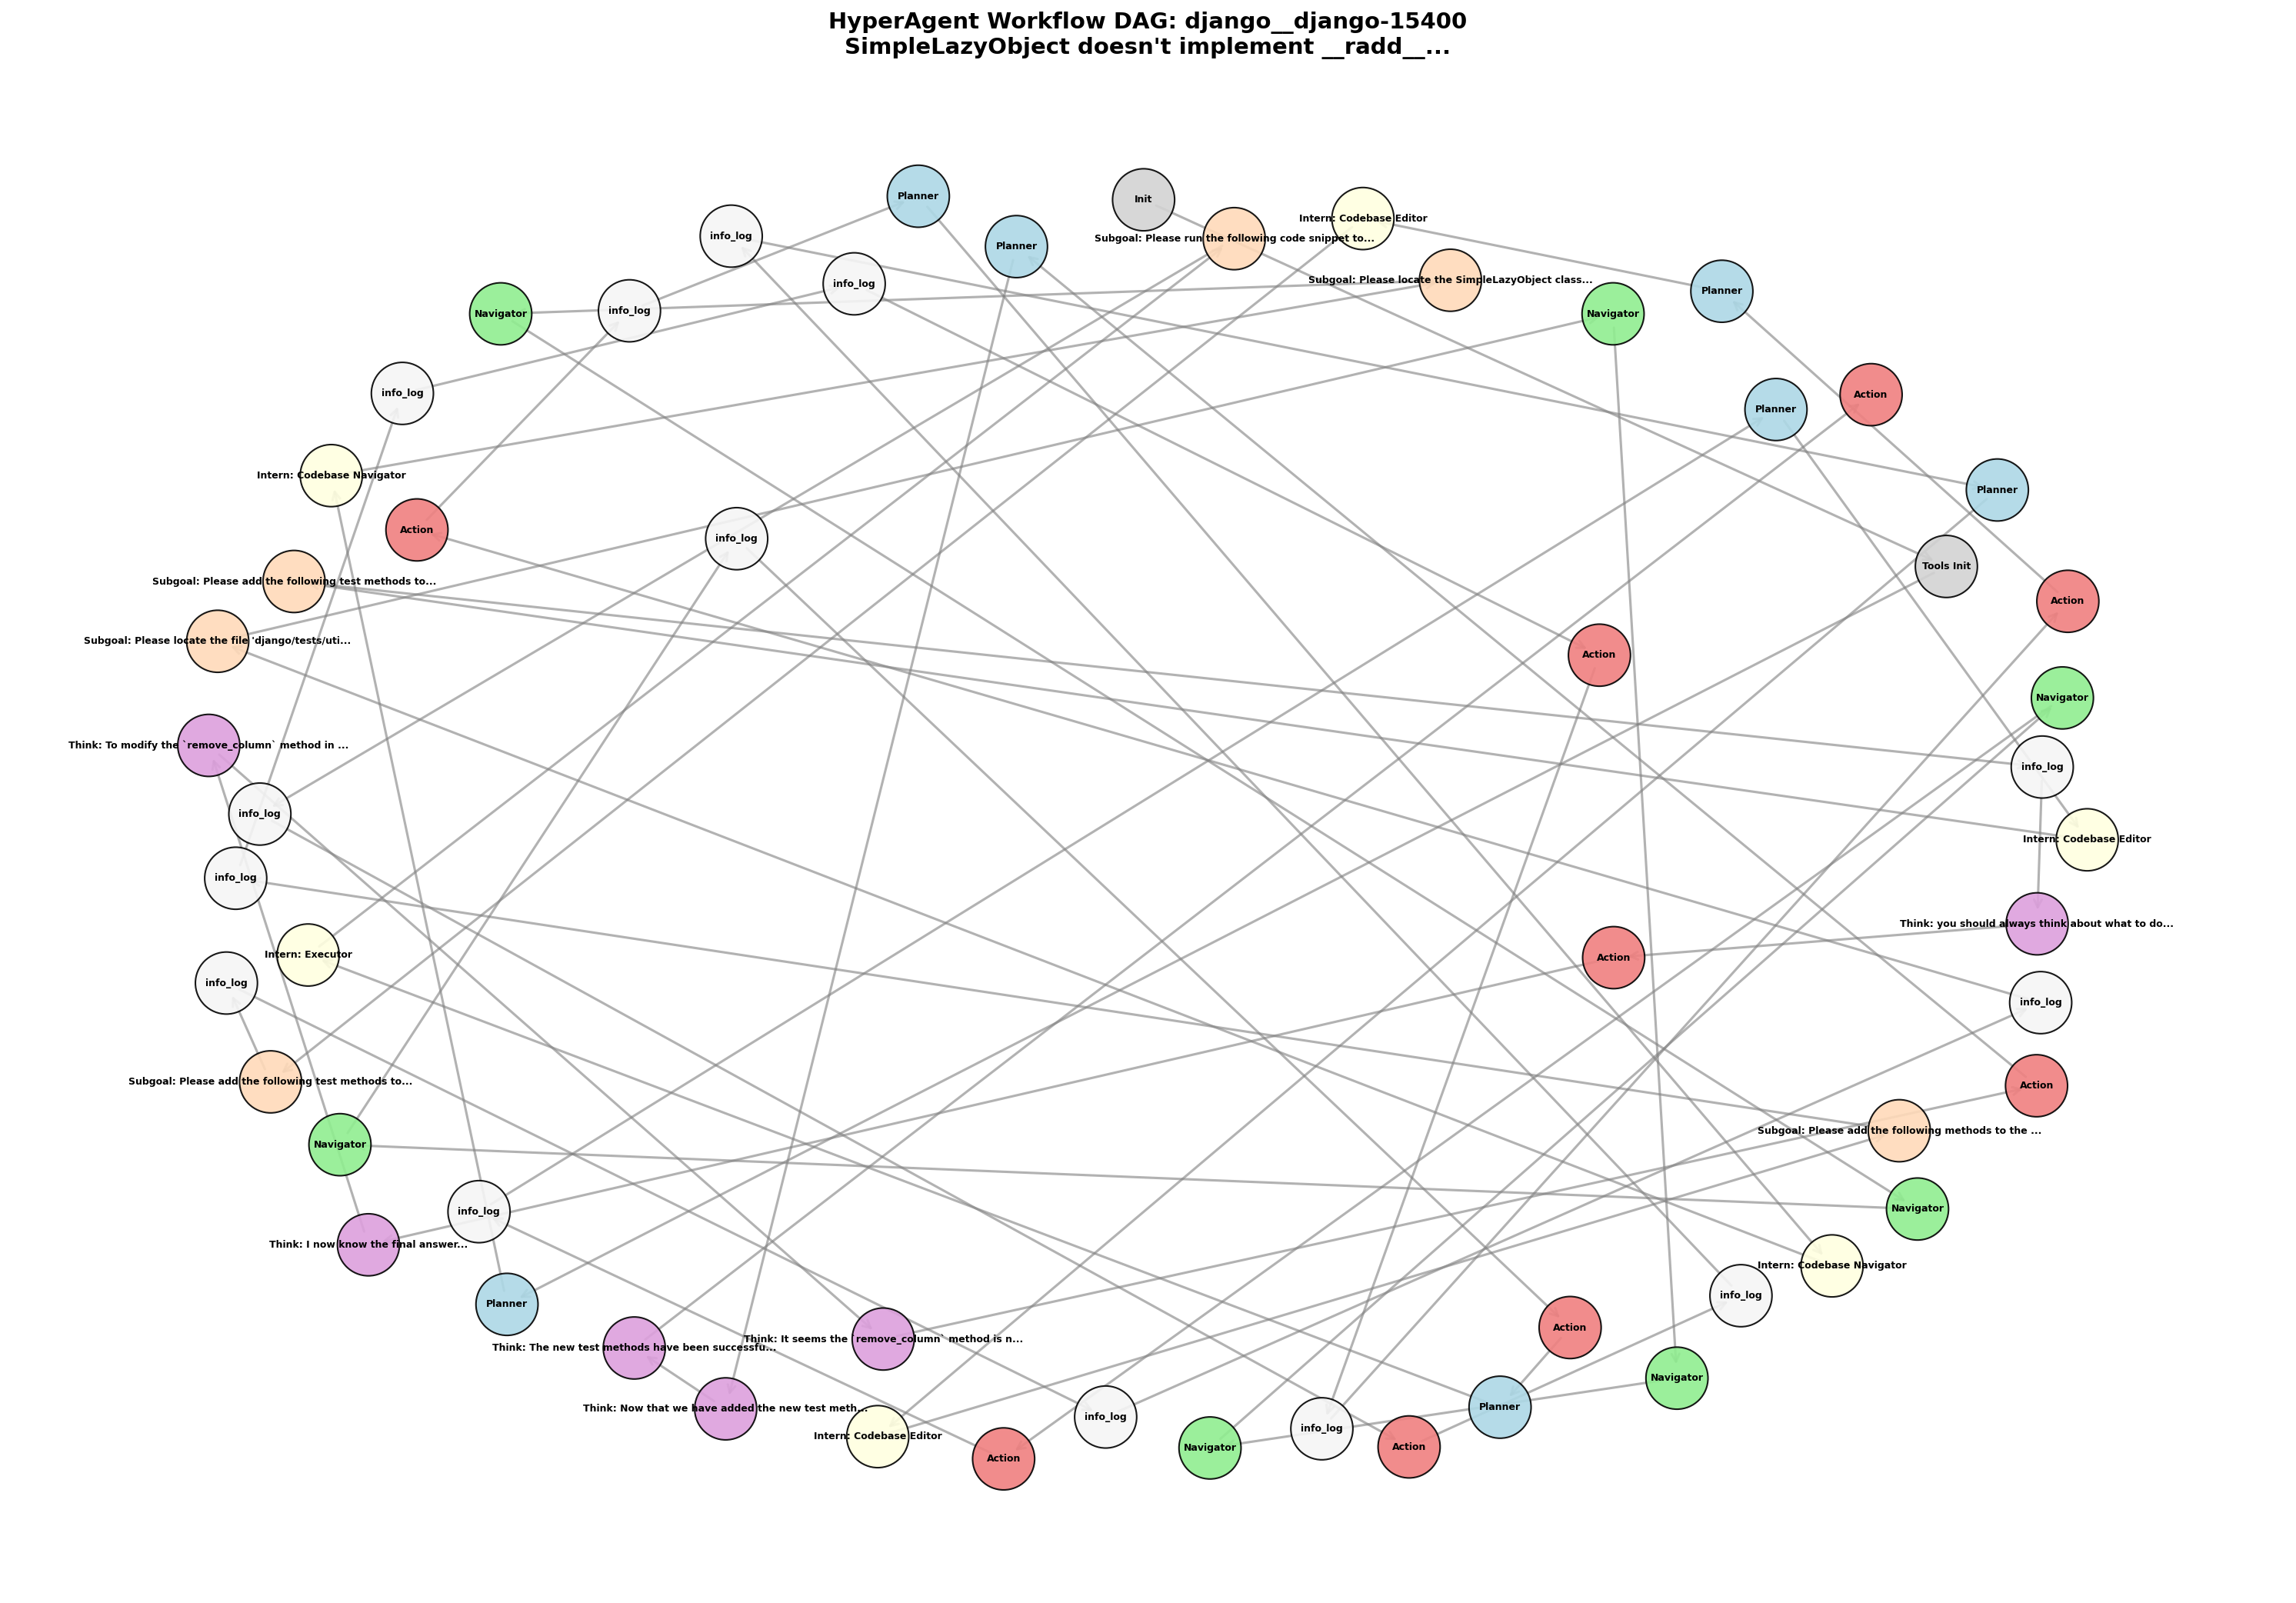 HyperAgent Workflow DAG: django__django-15400
SimpleLazyObject doesn't implement __radd__...
Planner
Init
Intern: Codebase Editor
info_log
Subgoal: Please run the following code snippet to...
Planner
Subgoal: Please locate the SimpleLazyObject class...
info_log
Planner
info_log
Navigator
Navigator
info_log
Action
Planner
Intern: Codebase Navigator
Planner
Action
info_log
Tools Init
Subgoal: Please add the following test methods to...
Action
Subgoal: Please locate the file 'django/tests/uti...
Action
Navigator
Think: To modify the `remove_column` method in ...
info_log
info_log
Intern: Codebase Editor
info_log
Think: you should always think about what to do...
Intern: Executor
Action
info_log
info_log
Subgoal: Please add the following test methods to...
Action
Subgoal: Please add the following methods to the ...
Navigator
Navigator
info_log
Think: I now know the final answer...
Intern: Codebase Navigator
info_log
Planner
Action
Think: It seems the `remove_column` method is n...
Think: The new test methods have been successfu...
Navigator
Planner
Think: Now that we have added the new test meth...
info_log
info_log
Intern: Codebase Editor
Action
Navigator
Action